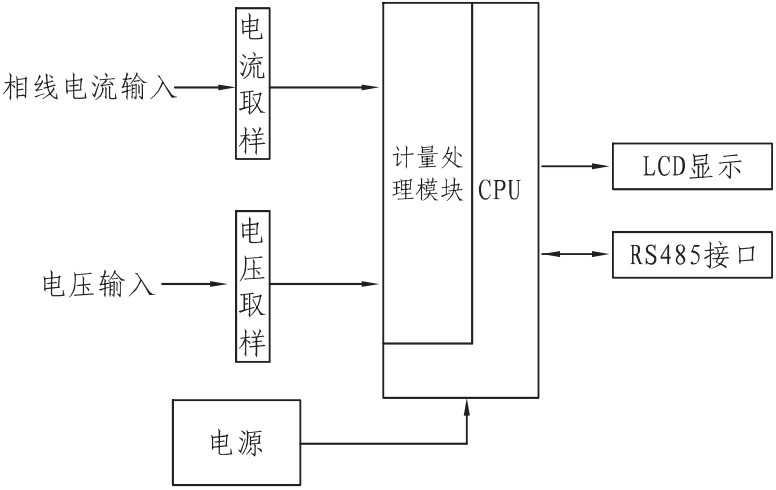 相线电流输入
电流取样
计量处
理模块
CPU
LCD显示
RS485接口
电压输入
电压取样
电源